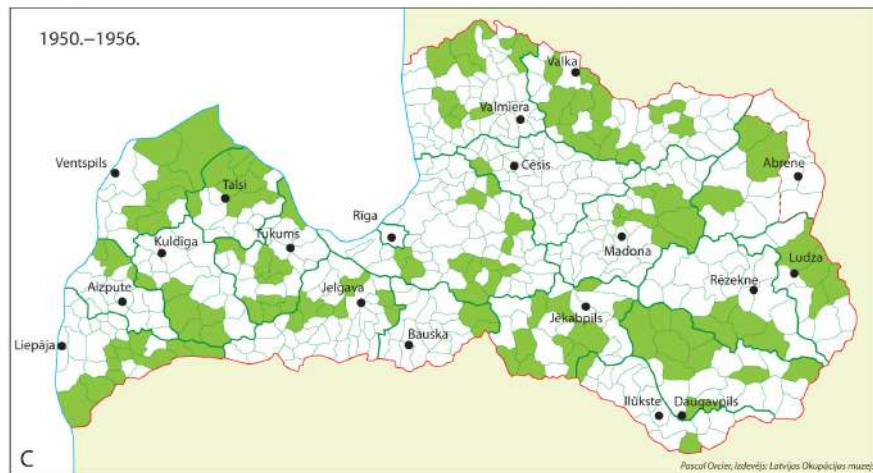 1950.–1956.
Valka
Valmiera
Ventspils
Cēsis
Abrene
Talsi
Rīga
Kuldīga
Tukums
Madona
Ludza
Rēzekne
Aizpute
Jelgava
Jēkabpils
Liepāja
Bauska
Ilūkste
Daugavpils
C
Pascal Orcier, izdevējs: Latvijas Okupācijas muzejs